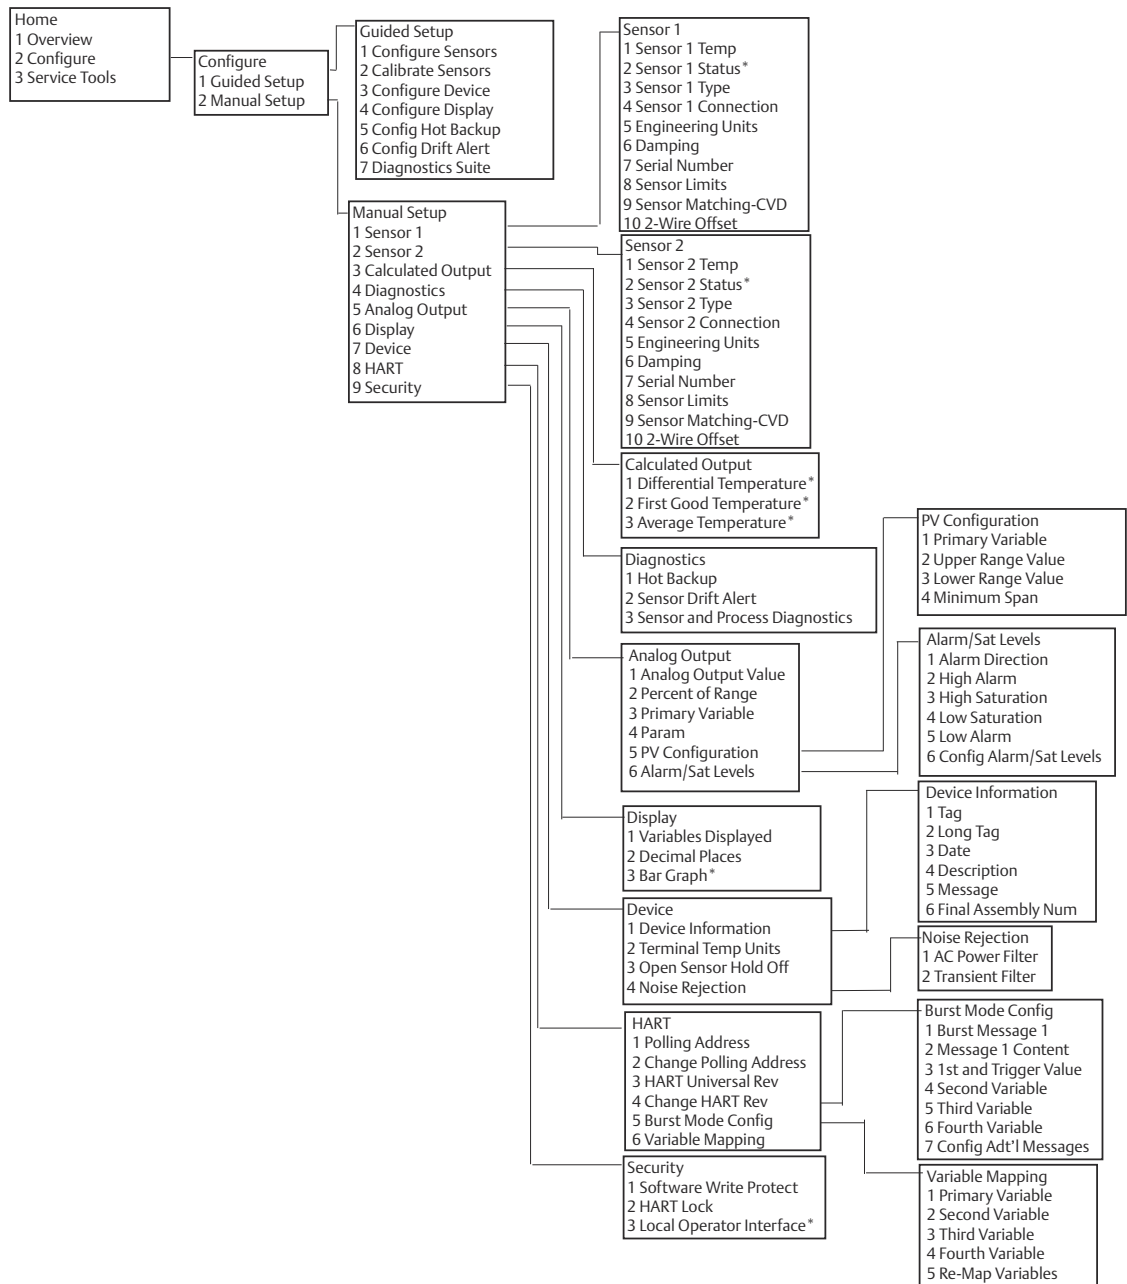 Home
1 Overview
2 Configure
3 Service Tools
Configure
1 Guided Setup
2 Manual Setup
Guided Setup
1 Configure Sensors
2 Calibrate Sensors
3 Configure Device
4 Configure Display
5 Config Hot Backup
6 Config Drift Alert
7 Diagnostics Suite
Manual Setup
1 Sensor 1
2 Sensor 2
3 Calculated Output
4 Diagnostics
5 Analog Output
6 Display
7 Device
8 HART
9 Security
Sensor 1
1 Sensor 1 Temp
2 Sensor 1 Status*
3 Sensor 1 Type
4 Sensor 1 Connection
5 Engineering Units
6 Damping
7 Serial Number
8 Sensor Limits
9 Sensor Matching-CVD
10 2-Wire Offset
Sensor 2
1 Sensor 2 Temp
2 Sensor 2 Status*
3 Sensor 2 Type
4 Sensor 2 Connection
5 Engineering Units
6 Damping
7 Serial Number
8 Sensor Limits
9 Sensor Matching-CVD
10 2-Wire Offset
Calculated Output
1 Differential Temperature*
2 First Good Temperature*
3 Average Temperature*
Diagnostics
1 Hot Backup
2 Sensor Drift Alert
3 Sensor and Process Diagnostics
Analog Output
1 Analog Output Value
2 Percent of Range
3 Primary Variable
4 Param
5 PV Configuration
6 Alarm/Sat Levels
PV Configuration
1 Primary Variable
2 Upper Range Value
3 Lower Range Value
4 Minimum Span
Alarm/Sat Levels
1 Alarm Direction
2 High Alarm
3 High Saturation
4 Low Saturation
5 Low Alarm
6 Config Alarm/Sat Levels
Display
1 Variables Displayed
2 Decimal Places
3 Bar Graph*
Device
1 Device Information
2 Terminal Temp Units
3 Open Sensor Hold Off
4 Noise Rejection
Device Information
1 Tag
2 Long Tag
3 Date
4 Description
5 Message
6 Final Assembly Num
Noise Rejection
1 AC Power Filter
2 Transient Filter
HART
1 Polling Address
2 Change Polling Address
3 HART Universal Rev
4 Change HART Rev
5 Burst Mode Config
6 Variable Mapping
Burst Mode Config
1 Burst Message 1
2 Message 1 Content
3 1st and Trigger Value
4 Second Variable
5 Third Variable
6 Fourth Variable
7 Config Adt’l Messages
Variable Mapping
1 Primary Variable
2 Second Variable
3 Third Variable
4 Fourth Variable
5 Re-Map Variables
Security
1 Software Write Protect
2 HART Lock
3 Local Operator Interface*